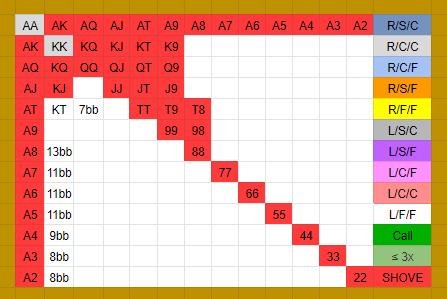 AA AK AQ AJ AT A9 A8 A7 A6 A5 A4 A3 A2 R/S/C
AK KK KQ KJ KT K9 R/C/C
AQ KQ QQ QJ QT Q9 R/C/F
AJ KJ JJ JT J9 R/S/F
AT KT 7bb TT T9 T8 R/F/F
A9 99 98 L/S/C
A8 13bb 88 L/S/F
A7 11bb 77 L/C/F
A6 11bb 66 L/C/C
A5 11bb 55 L/F/F
A4 9bb 44 Call
A3 8bb 33 ≤ 3x
A2 8bb 22 SHOVE